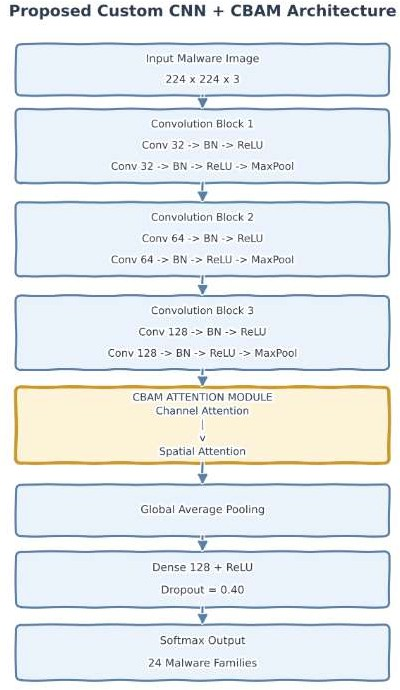 Proposed Custom CNN + CBAM Architecture
Input Malware Image
224 x 224 x 3
Convolution Block 1
Conv 32 -> BN -> ReLU
Conv 32 -> BN -> ReLU -> MaxPool
Convolution Block 2
Conv 64 -> BN -> ReLU
Conv 64 -> BN -> ReLU -> MaxPool
Convolution Block 3
Conv 128 -> BN -> ReLU
Conv 128 -> BN -> ReLU -> MaxPool
CBAM ATTENTION MODULE
Channel Attention
|
v
Spatial Attention
Global Average Pooling
Dense 128 + ReLU
Dropout = 0.40
Softmax Output
24 Malware Families